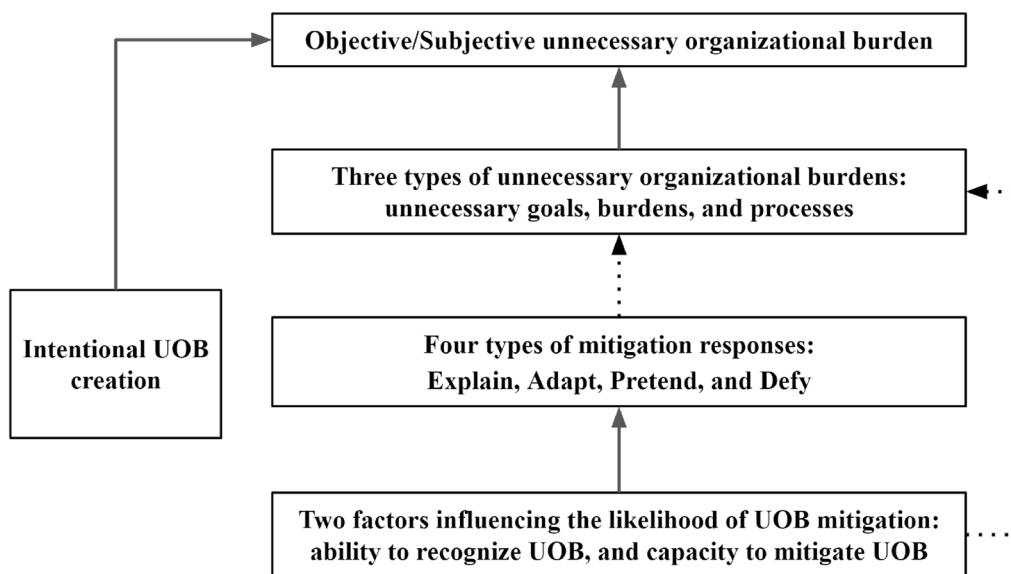 Objective/Subjective unnecessary organizational burden
Three types of unnecessary organizational burdens:
unnecessary goals, burdens, and processes
Intentional UOB
creation
Four types of mitigation responses:
Explain, Adapt, Pretend, and Defy
Two factors influencing the likelihood of UOB mitigation:
ability to recognize UOB, and capacity to mitigate UOB